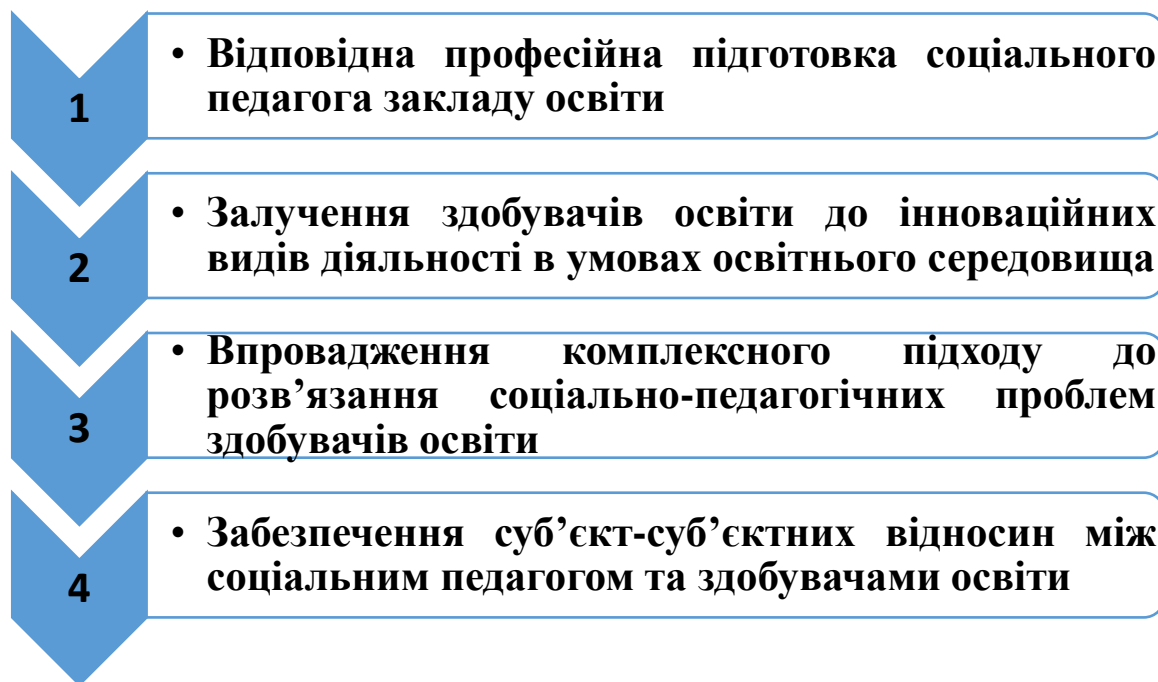 1
• Відповідна професійна підготовка соціального
педагога закладу освіти
2
• Залучення здобувачів освіти до інноваційних
видів діяльності в умовах освітнього середовища
3
• Впровадження комплексного підходу до
розв’язання соціально-педагогічних проблем
здобувачів освіти
4
• Забезпечення суб’єкт-суб’єктних відносин між
соціальним педагогом та здобувачами освіти